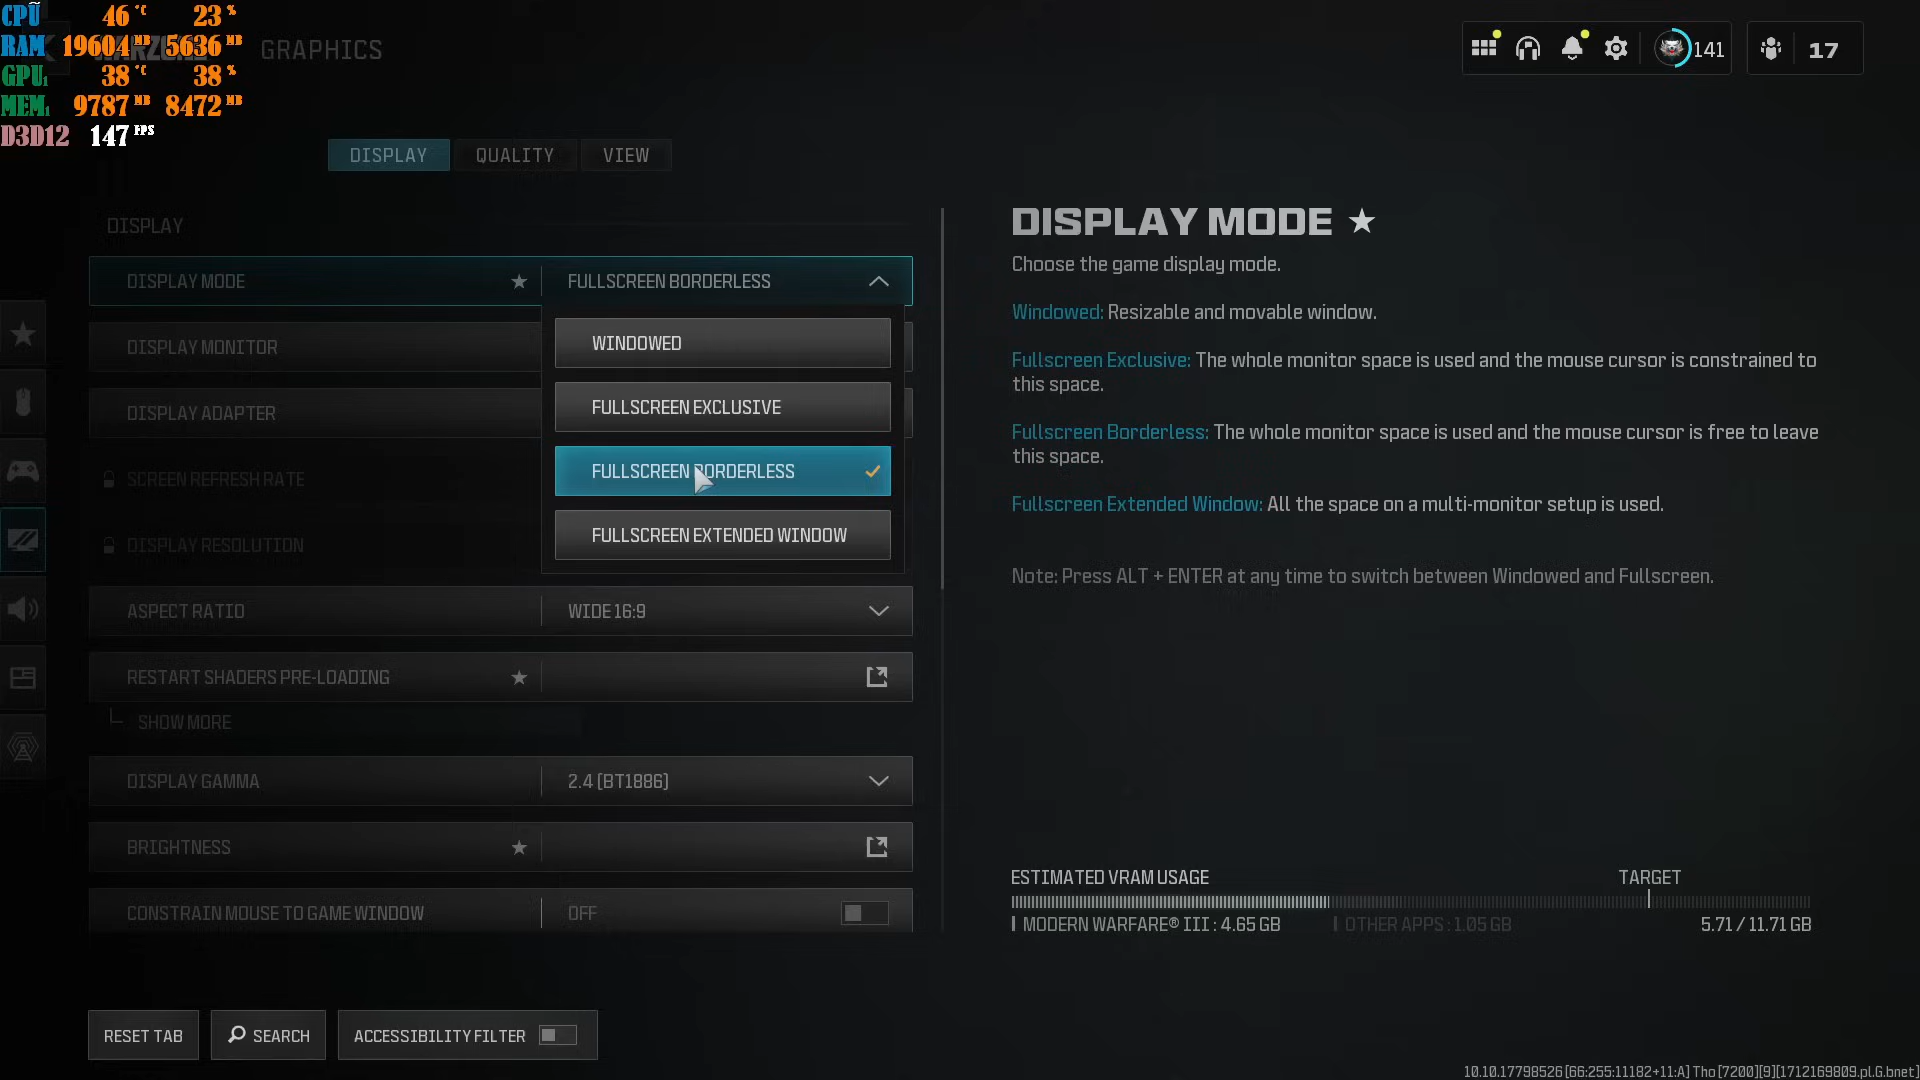 CPU 46 °C 23 %
RAM 19604 MB 5636 MB
GPU1 38 °C 38 %
MEM1 9787 MB 8472 MB
D3D12 147 FPS
GRAPHICS
141
17
DISPLAY QUALITY VIEW
DISPLAY
DISPLAY MODE FULLSCREEN BORDERLESS
WINDOWED
FULLSCREEN EXCLUSIVE
FULLSCREEN BORDERLESS
FULLSCREEN EXTENDED WINDOW
DISPLAY MONITOR
DISPLAY ADAPTER
SCREEN REFRESH RATE
DISPLAY RESOLUTION
ASPECT RATIO WIDE 16:9
RESTART SHADERS PRE-LOADING
SHOW MORE
DISPLAY GAMMA 2.4 (BT1886)
BRIGHTNESS
CONSTRAIN MOUSE TO GAME WINDOW OFF
DISPLAY MODE
Choose the game display mode.
Windowed: Resizable and movable window.
Fullscreen Exclusive: The whole monitor space is used and the mouse cursor is constrained to
this space.
Fullscreen Borderless: The whole monitor space is used and the mouse cursor is free to leave
this space.
Fullscreen Extended Window: All the space on a multi-monitor setup is used.
Note: Press ALT + ENTER at any time to switch between Windowed and Fullscreen.
ESTIMATED VRAM USAGE TARGET
MODERN WARFARE® III : 4.65 GB OTHER APPS : 1.05 GB 5.71 / 11.71 GB
RESET TAB SEARCH ACCESSIBILITY FILTER
10.10.17798526 [66:255:11182+11:A] Tho [7200][9][1712169809.pl.G.bnet]